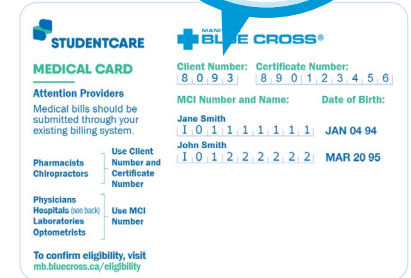 STUDENTCARE
MEDICAL CARD
Attention Providers
Medical bills should be
submitted through your
existing billing system.
Pharmacists
Chiropractors
Use Client
Number and
Certificate
Number
Physicians
Hospitals (see back)
Laboratories
Optometrists
Use MCI
Number
To confirm eligibility, visit
mb.bluecross.ca/eligibility
BLUE CROSS®
Client Number: Certificate Number:
8 0 9 3 8 9 0 1 2 3 4 5 6
MCI Number and Name: Date of Birth:
Jane Smith
I 0 1 1 1 1 1 1 1 JAN 04 94
John Smith
I 0 1 2 2 2 2 2 2 MAR 20 95